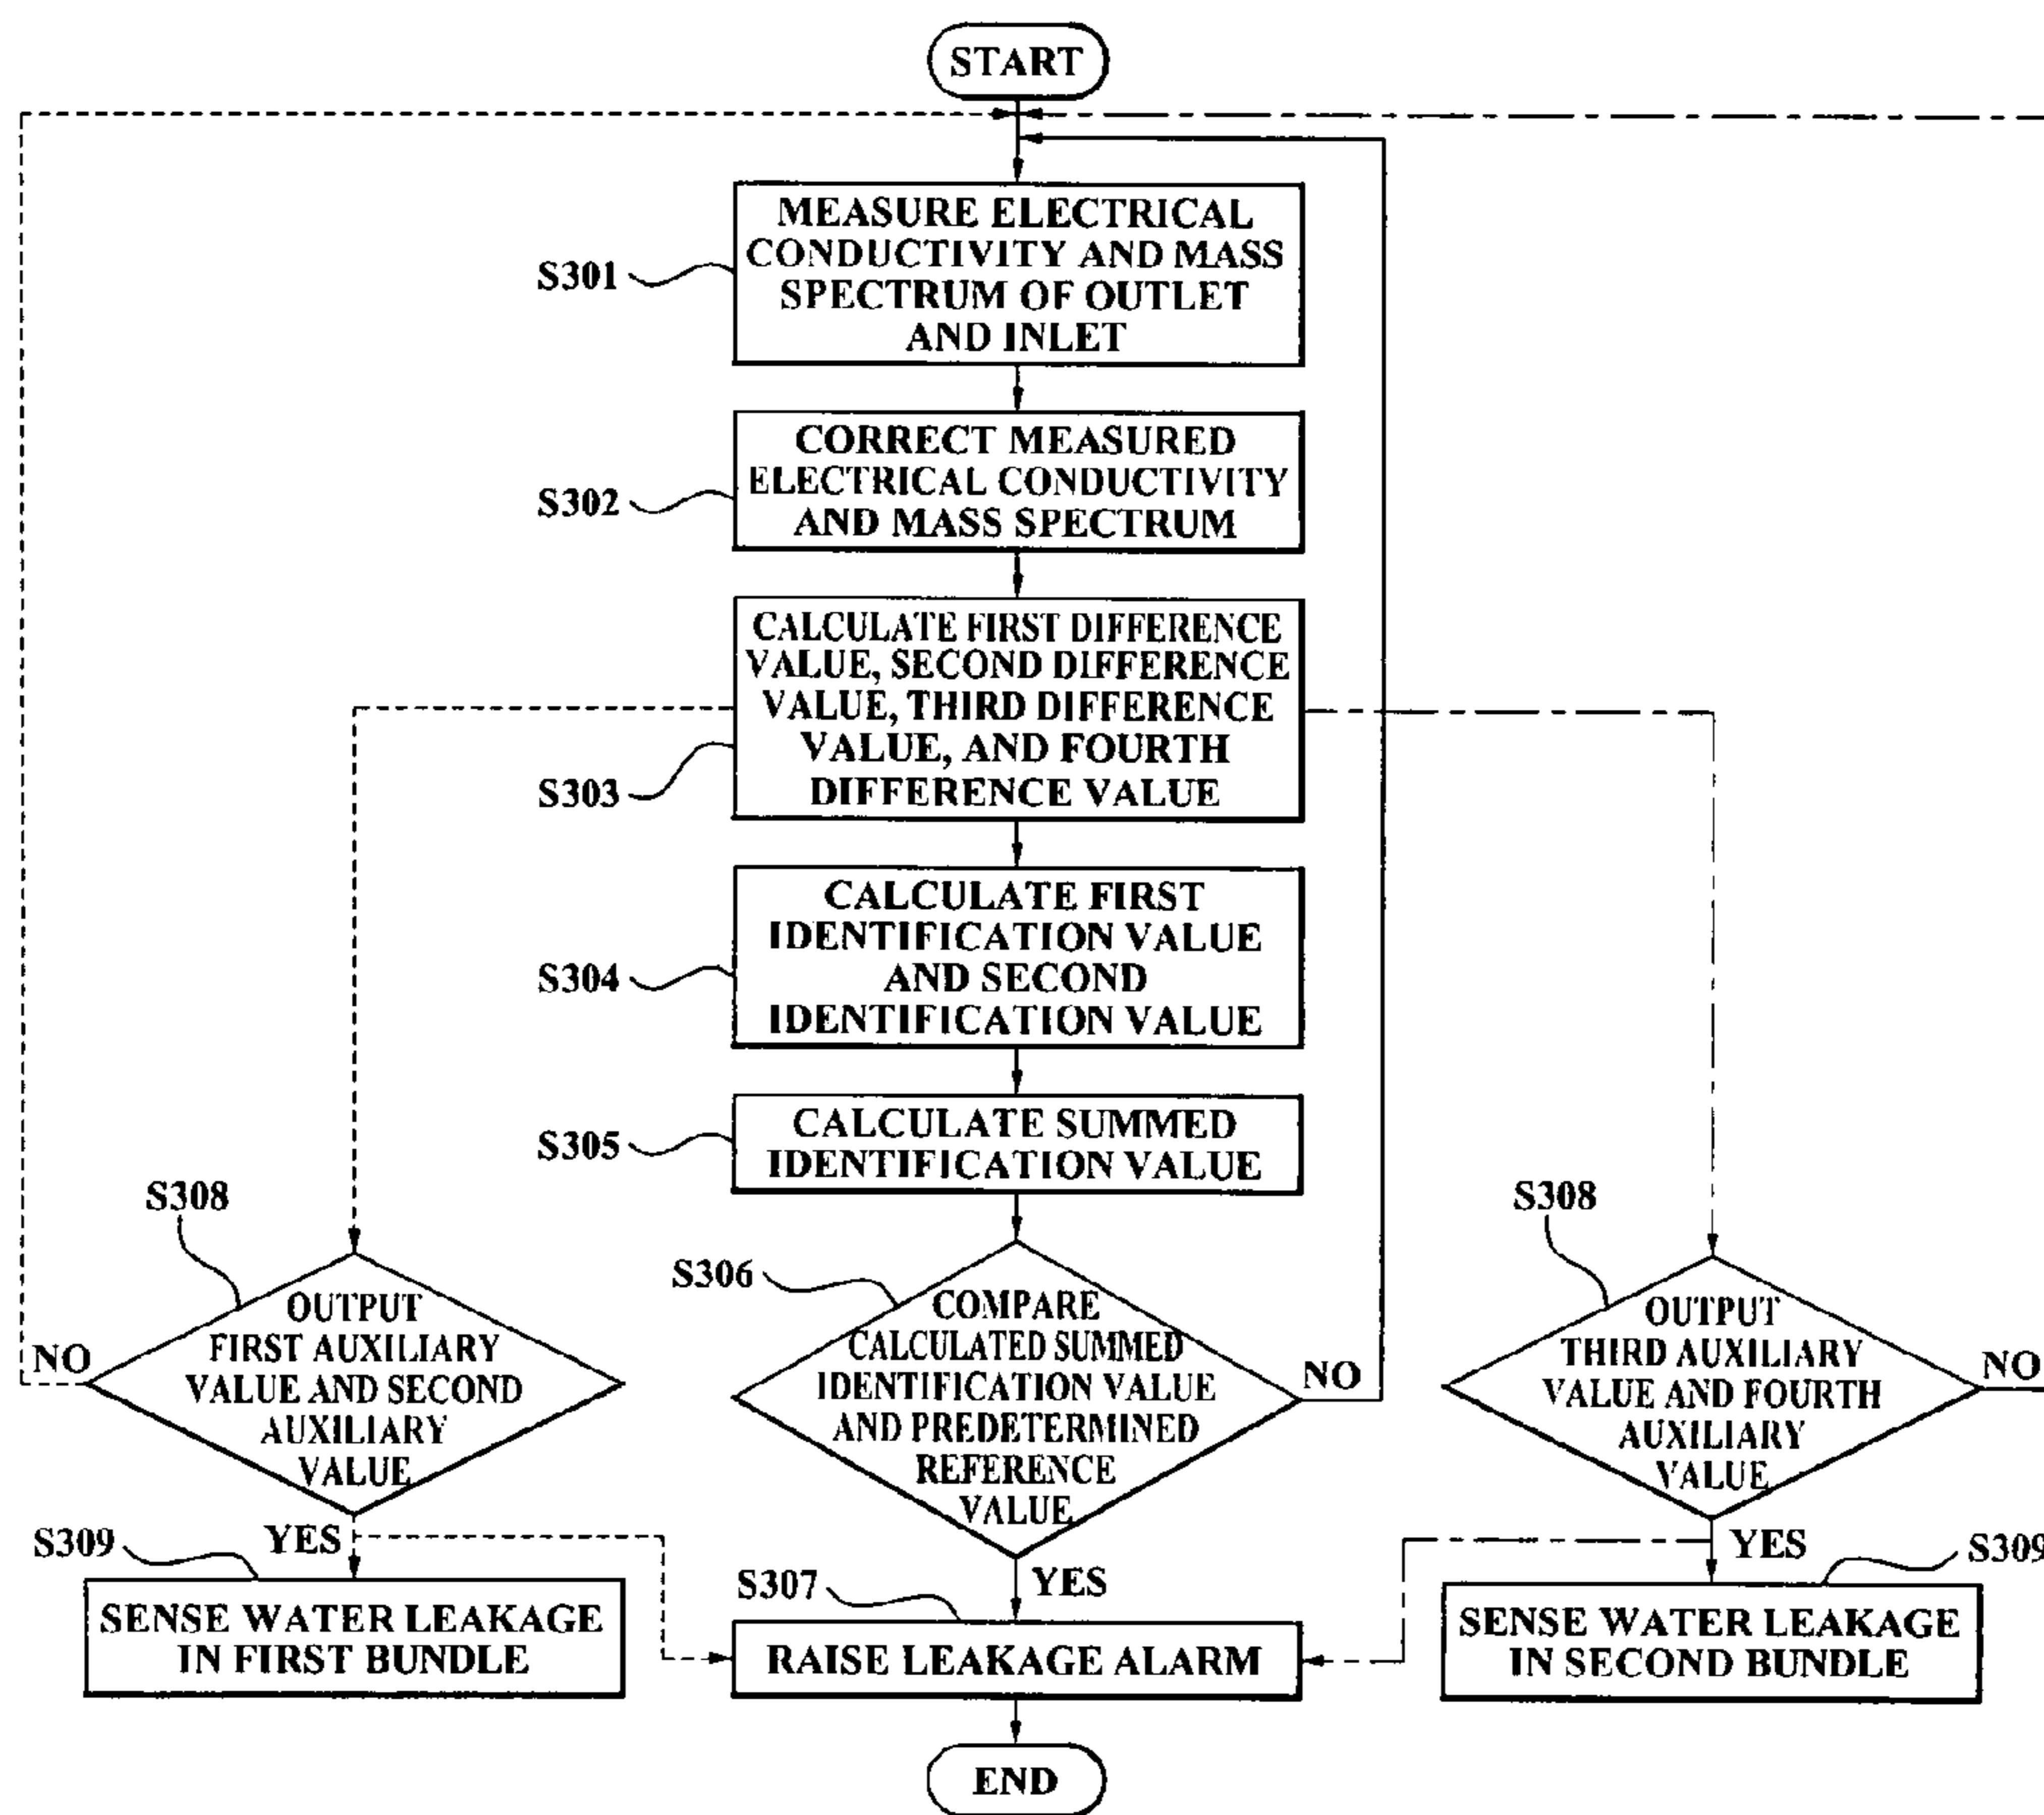 START
MEASURE ELECTRICAL
CONDUCTIVITY AND MASS
SPECTRUM OF OUTLET
AND INLET
S301
CORRECT MEASURED
ELECTRICAL CONDUCTIVITY
AND MASS SPECTRUM
S302
CALCULATE FIRST DIFFERENCE
VALUE, SECOND DIFFERENCE
VALUE, THIRD DIFFERENCE
VALUE, AND FOURTH
DIFFERENCE VALUE
S303
CALCULATE FIRST
IDENTIFICATION VALUE
AND SECOND
IDENTIFICATION VALUE
S304
CALCULATE SUMMED
IDENTIFICATION VALUE
S305
S308
OUTPUT
FIRST AUXILIARY
VALUE AND SECOND
AUXILIARY
VALUE
NO
YES
S306
COMPARE
CALCULATED SUMMED
IDENTIFICATION VALUE
AND PREDETERMINED
REFERENCE
VALUE
NO
YES
S308
OUTPUT
THIRD AUXILIARY
VALUE AND FOURTH
AUXILIARY
VALUE
NO
YES
S309
SENSE WATER LEAKAGE
IN FIRST BUNDLE
S307
RAISE LEAKAGE ALARM
S309
SENSE WATER LEAKAGE
IN SECOND BUNDLE
END